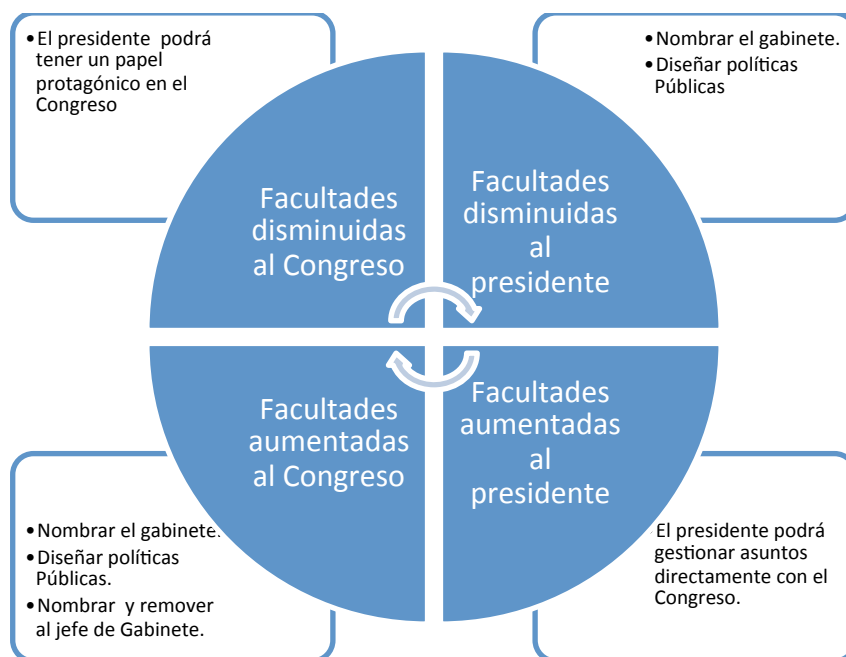 •El presidente podrá
tener un papel
protagónico en el
Congreso
•Nombrar el gabinete.
•Diseñar políticas
Públicas
Facultades
disminuidas
al Congreso
Facultades
disminuidas
al
presidente
Facultades
aumentadas
al Congreso
Facultades
aumentadas
al
presidente
•Nombrar el gabinete.
•Diseñar políticas
Públicas.
•Nombrar y remover
al jefe de Gabinete.
El presidente podrá
gestionar asuntos
directamente con el
Congreso.